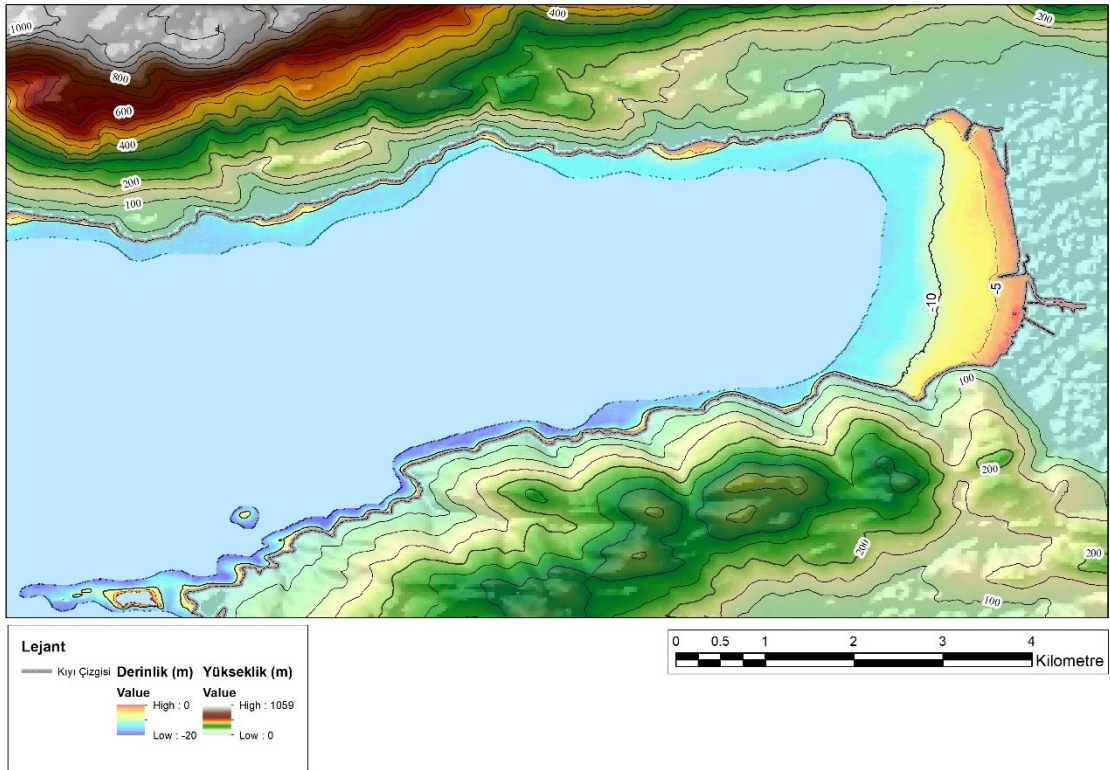 1000
800
600
400
200
100
400
200
-10
-5
100
200
200
200
100
Lejant
Kıyı Çizgisi
Derinlik (m)
Value
High : 0
Low : -20
Yükseklik (m)
Value
High : 1059
Low : 0
0 0.5 1 2 3 4
Kilometre